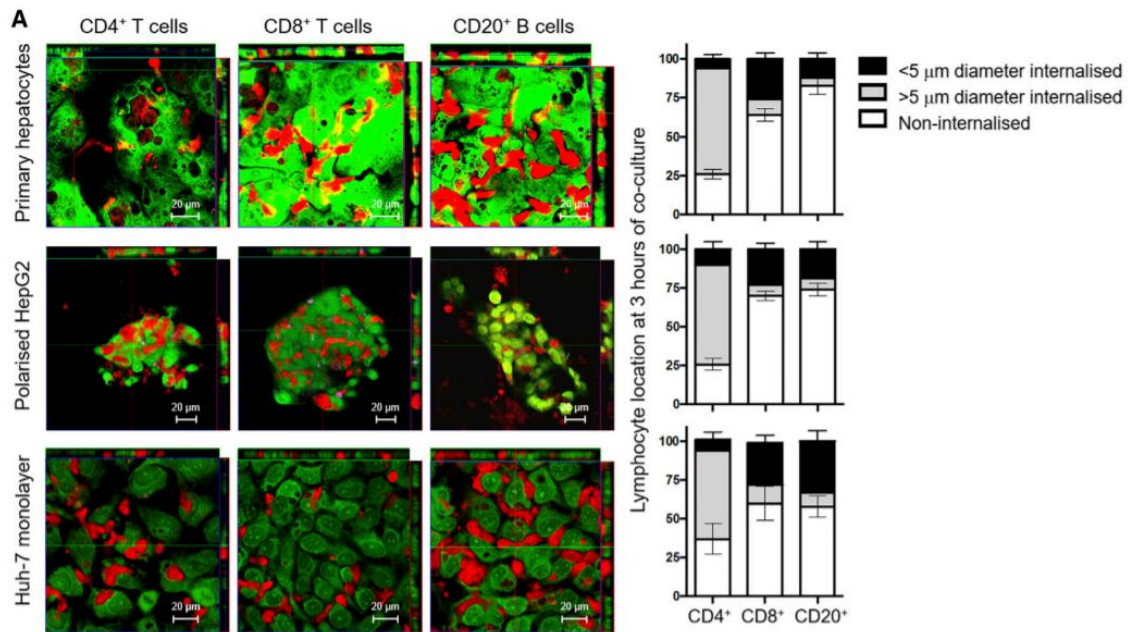 A
CD4⁺ T cells
CD8⁺ T cells
CD20⁺ B cells
Primary hepatocytes
20 µm
20 µm
20 µm
Polarised HepG2
20 µm
20 µm
20 µm
Huh-7 monolayer
20 µm
20 µm
20 µm
Lymphocyte location at 3 hours of co-culture
100
75
50
25
0
100
75
50
25
0
100
75
50
25
0
CD4⁺ CD8⁺ CD20⁺
<5 µm diameter internalised
>5 µm diameter internalised
Non-internalised